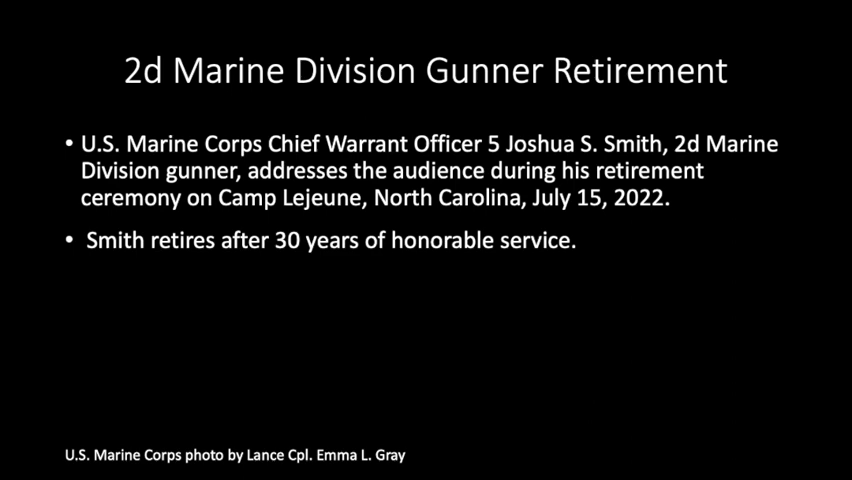 2d Marine Division Gunner Retirement
• U.S. Marine Corps Chief Warrant Officer 5 Joshua S. Smith, 2d Marine
Division gunner, addresses the audience during his retirement
ceremony on Camp Lejeune, North Carolina, July 15, 2022.
• Smith retires after 30 years of honorable service.
U.S. Marine Corps photo by Lance Cpl. Emma L. Gray